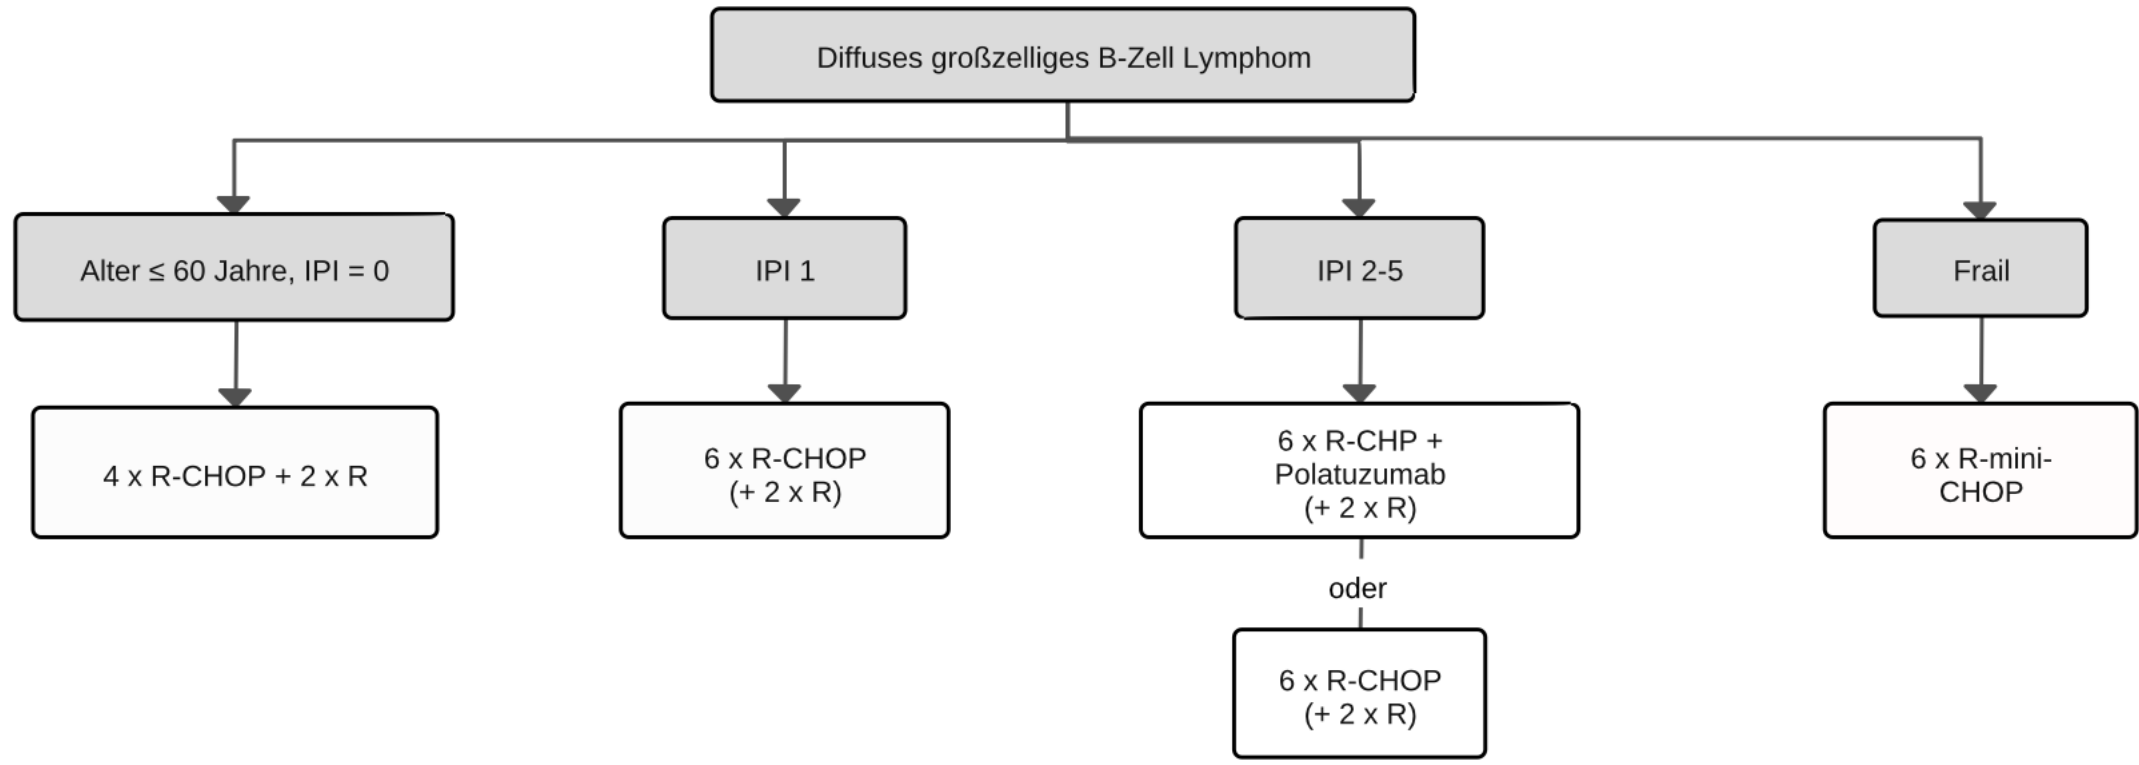 Diffuses großzelliges B-Zell Lymphom
Alter ≤ 60 Jahre, IPI = 0
IPI 1
IPI 2-5
Frail
4 x R-CHOP + 2 x R
6 x R-CHOP
(+ 2 x R)
6 x R-CHP +
Polatuzumab
(+ 2 x R)
6 x R-mini-
CHOP
oder
6 x R-CHOP
(+ 2 x R)